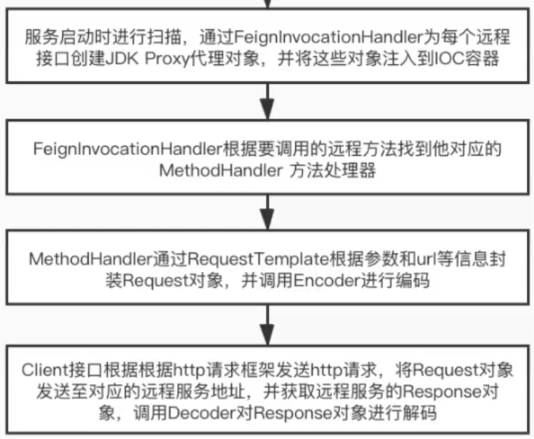 服务启动时进行扫描，通过FeignInvocationHandler为每个远程
接口创建JDK Proxy代理对象，并将这些对象注入到IOC容器
FeignInvocationHandler根据要调用的远程方法找到他对应的
MethodHandler 方法处理器
MethodHandler通过RequestTemplate根据参数和url等信息封
装Request对象，并调用Encoder进行编码
Client接口根据根据http请求框架发送http请求，将Request对象
发送至对应的远程服务地址，并获取远程服务的Response对
象，调用Decoder对Response对象进行解码